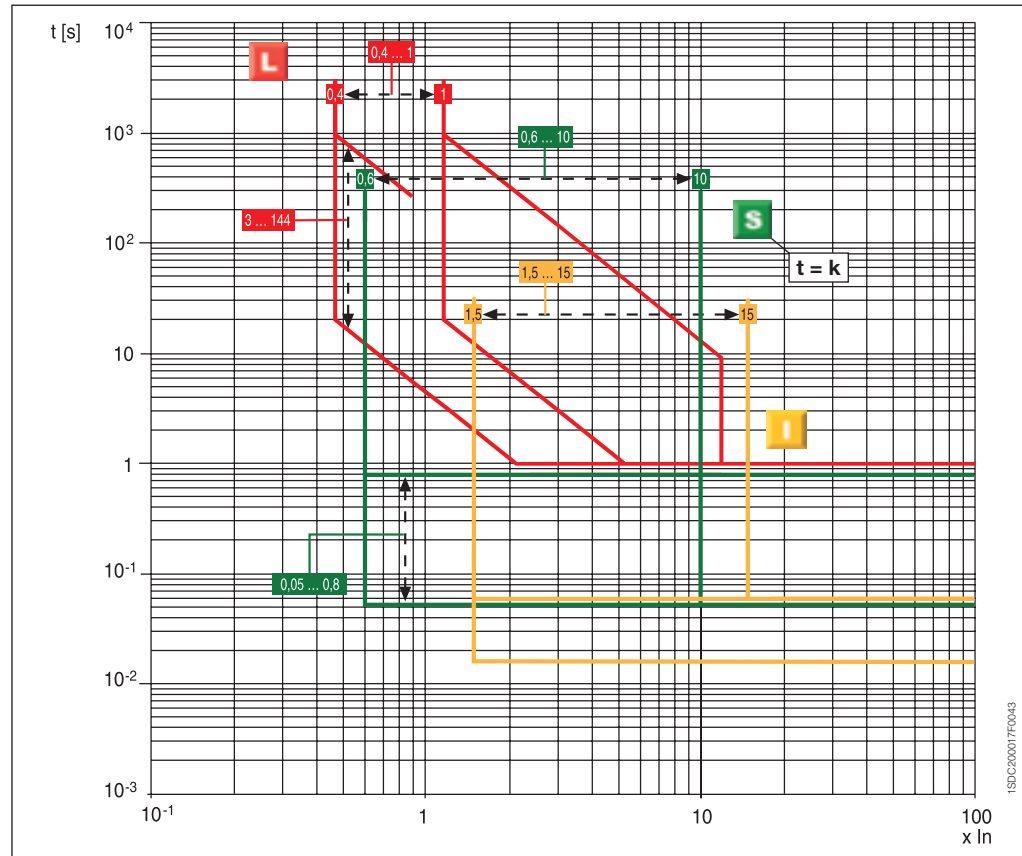 t [s]
10⁴
L
0,4 ... 1
0,4
1
10³
0,6 ... 10
0,6
10
3 ... 144
S
10²
t = k
1,5 ... 15
1,5
15
10
I
1
10⁻¹
0,05 ... 0,8
10⁻²
10⁻³
10⁻¹
1
10
100
x In
1SDC200017F0043